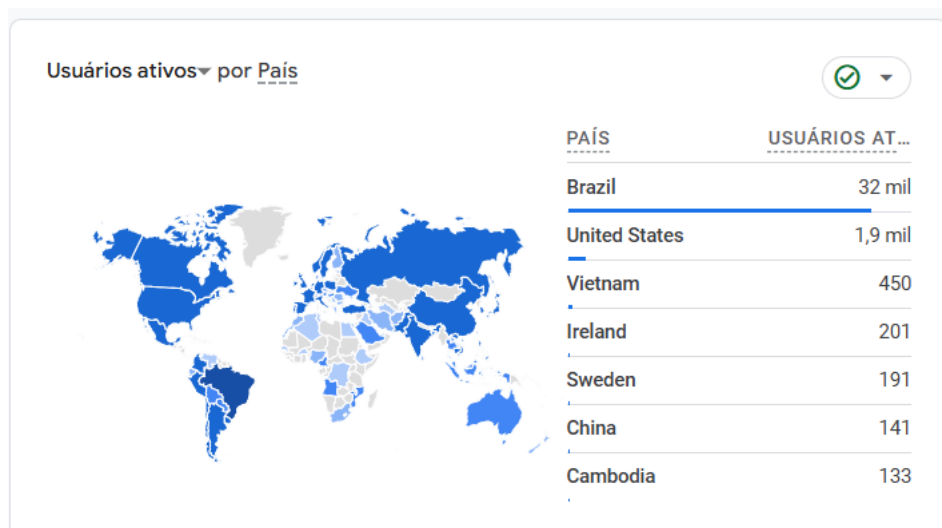 Usuários ativos por País
PAÍS USUÁRIOS AT...
Brazil 32 mil
United States 1,9 mil
Vietnam 450
Ireland 201
Sweden 191
China 141
Cambodia 133